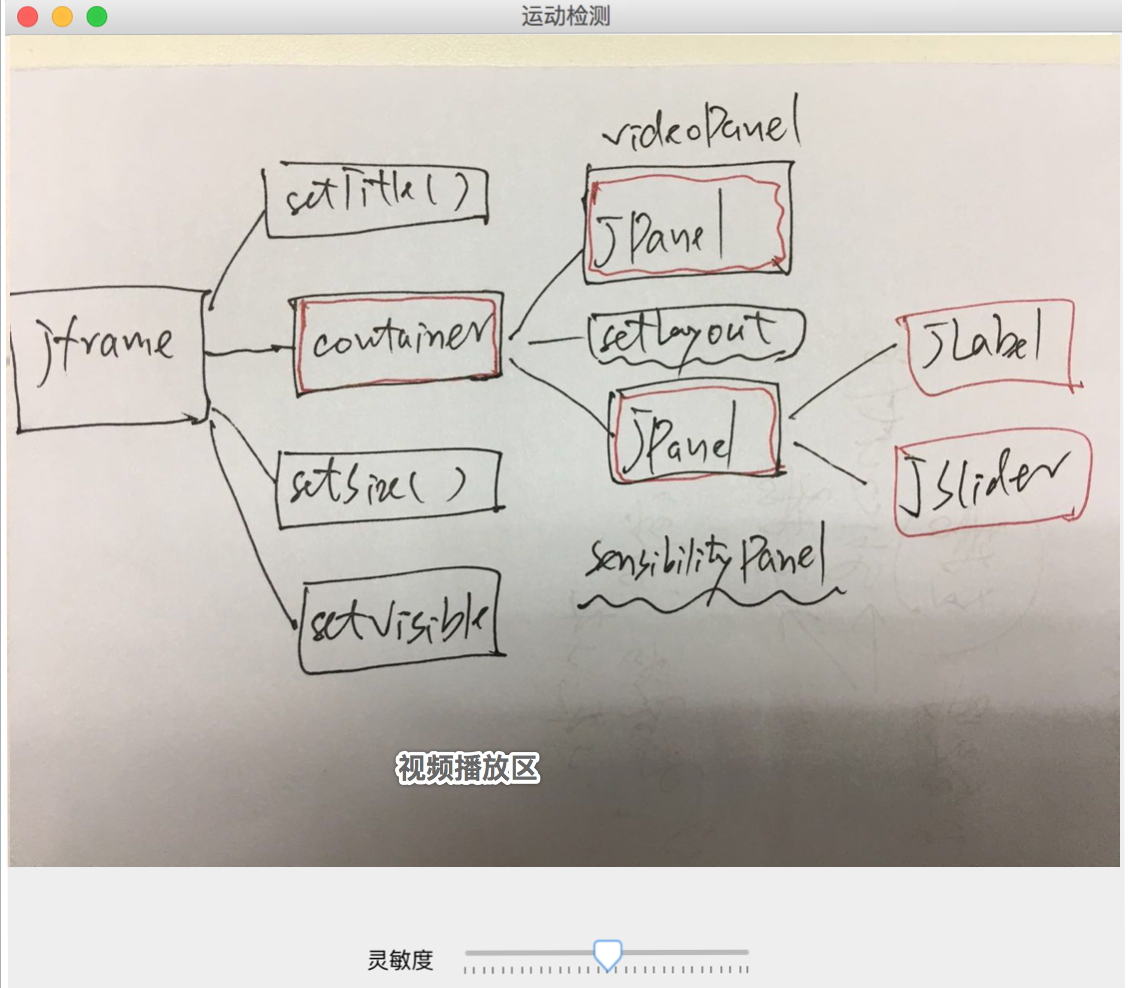 运动检测
videoPanel
setTitle()
JPanel
jframe
container
setLayout
JLabel
JPanel
JSlider
setSize()
sensibilityPanel
setVisible
视频播放区
灵敏度